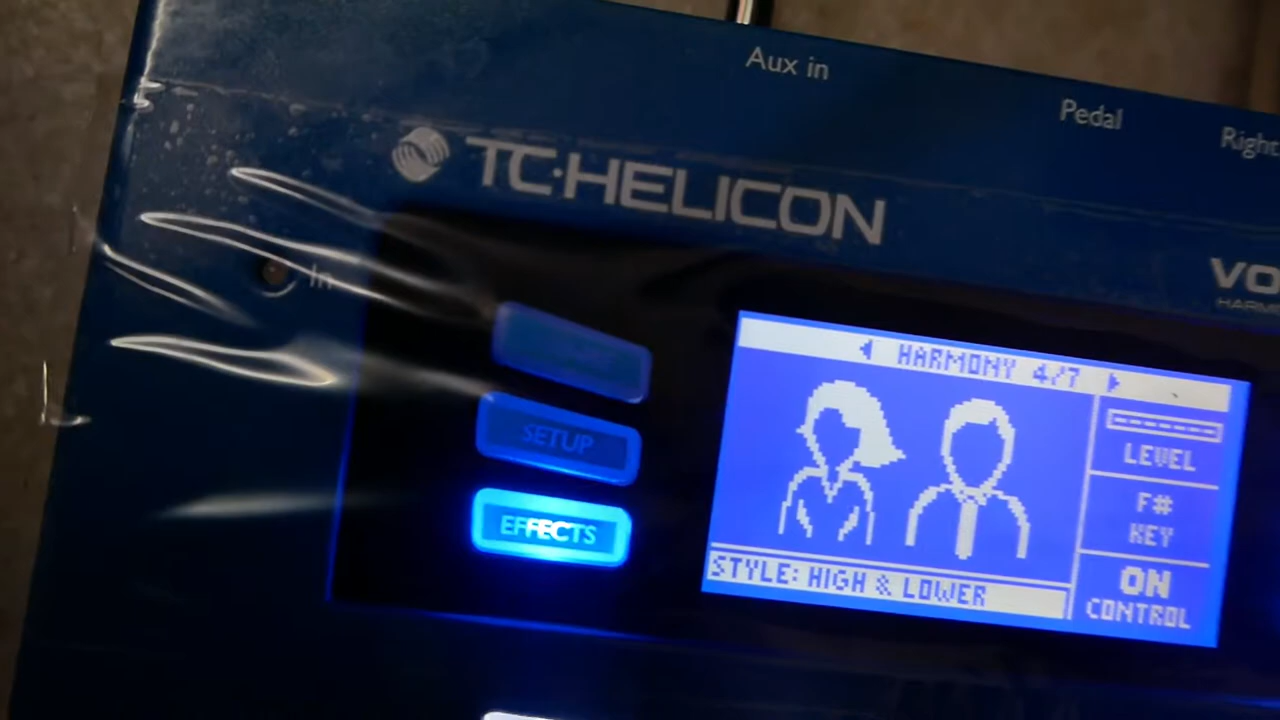 Aux in
Pedal
Right
TC·HELICON
In
VO
HARM
◀ HARMONY 4/7 ▶
LEVEL
SETUP
F#
KEY
EFFECTS
STYLE: HIGH & LOWER
ON
CONTROL